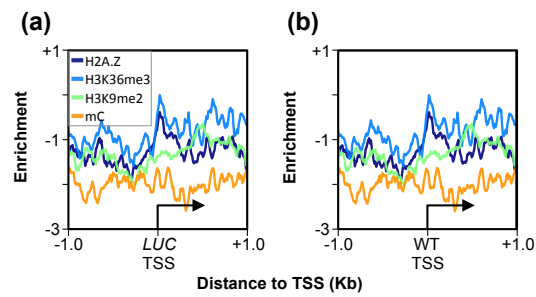 (a)
(b)
+1
+1
H2A.Z
H3K36me3
H3K9me2
mC
Enrichment
Enrichment
-1
-1
-3
-3
-1.0
LUC
+1.0
-1.0
WT
+1.0
TSS
TSS
Distance to TSS (Kb)